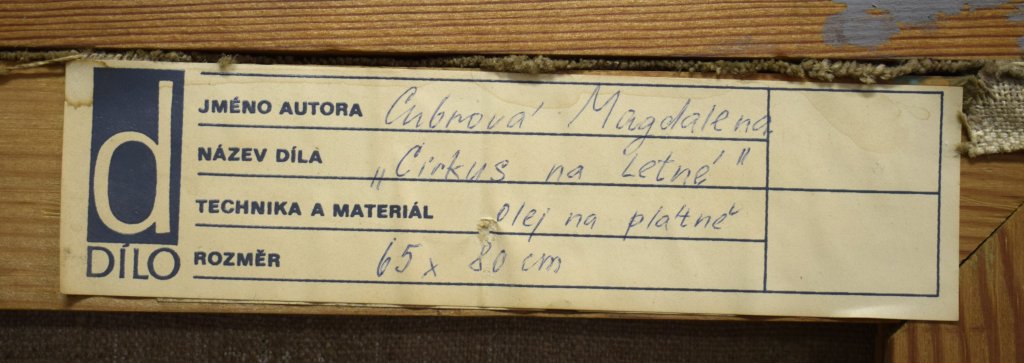 d
DÍLO
JMÉNO AUTORA Cubrová Magdalena
NÁZEV DÍLA „Cirkus na Letné"
TECHNIKA A MATERIÁL olej na plátně
ROZMĚR 65 x 80 cm